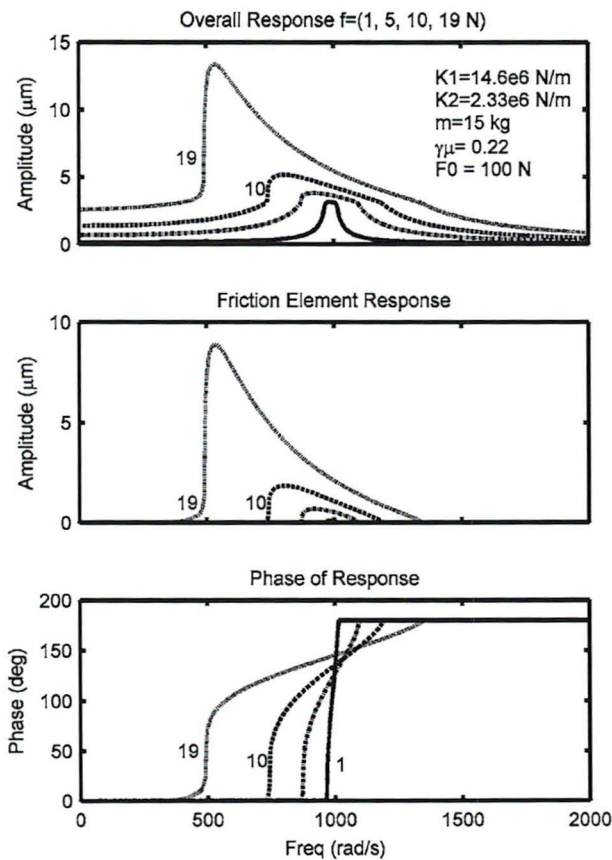 Overall Response f=(1, 5, 10, 19 N)
15
10
5
0
Amplitude (μm)
K1=14.6e6 N/m
K2=2.33e6 N/m
m=15 kg
γμ= 0.22
F0 = 100 N
19
10
Friction Element Response
10
5
0
Amplitude (μm)
19
10
Phase of Response
200
150
100
50
0
Phase (deg)
19
10
1
0
500
1000
1500
2000
Freq (rad/s)